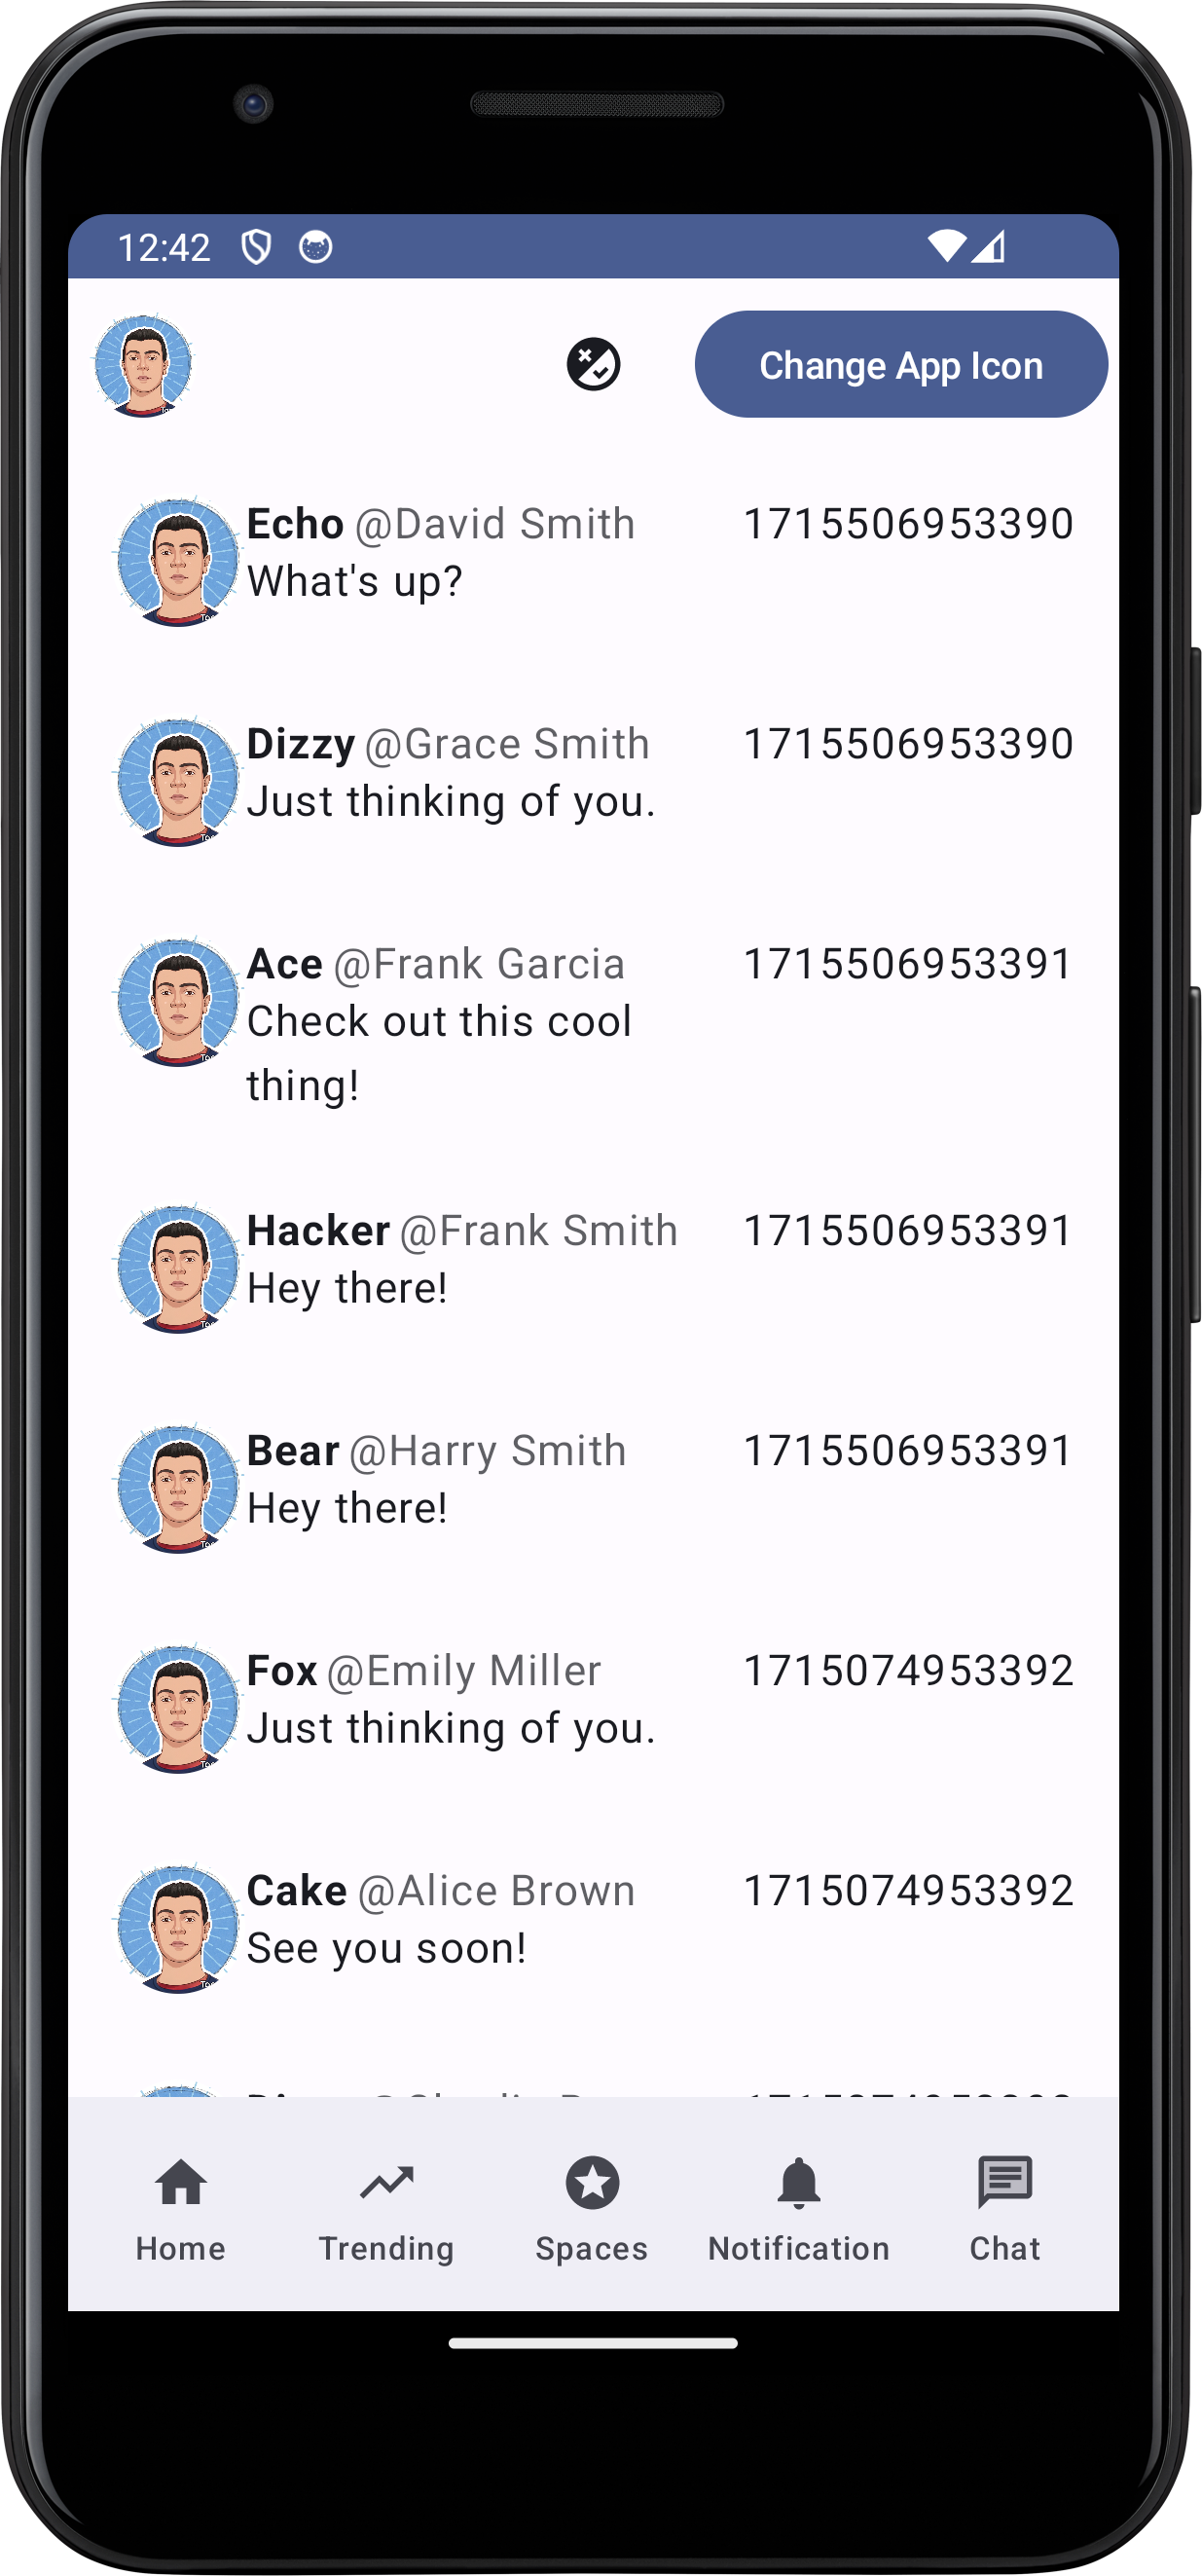 12:42
Change App Icon
Echo @David Smith 1715506953390
What's up?
Dizzy @Grace Smith 1715506953390
Just thinking of you.
Ace @Frank Garcia 1715506953391
Check out this cool
thing!
Hacker @Frank Smith 1715506953391
Hey there!
Bear @Harry Smith 1715506953391
Hey there!
Fox @Emily Miller 1715074953392
Just thinking of you.
Cake @Alice Brown 1715074953392
See you soon!
Home Trending Spaces Notification Chat